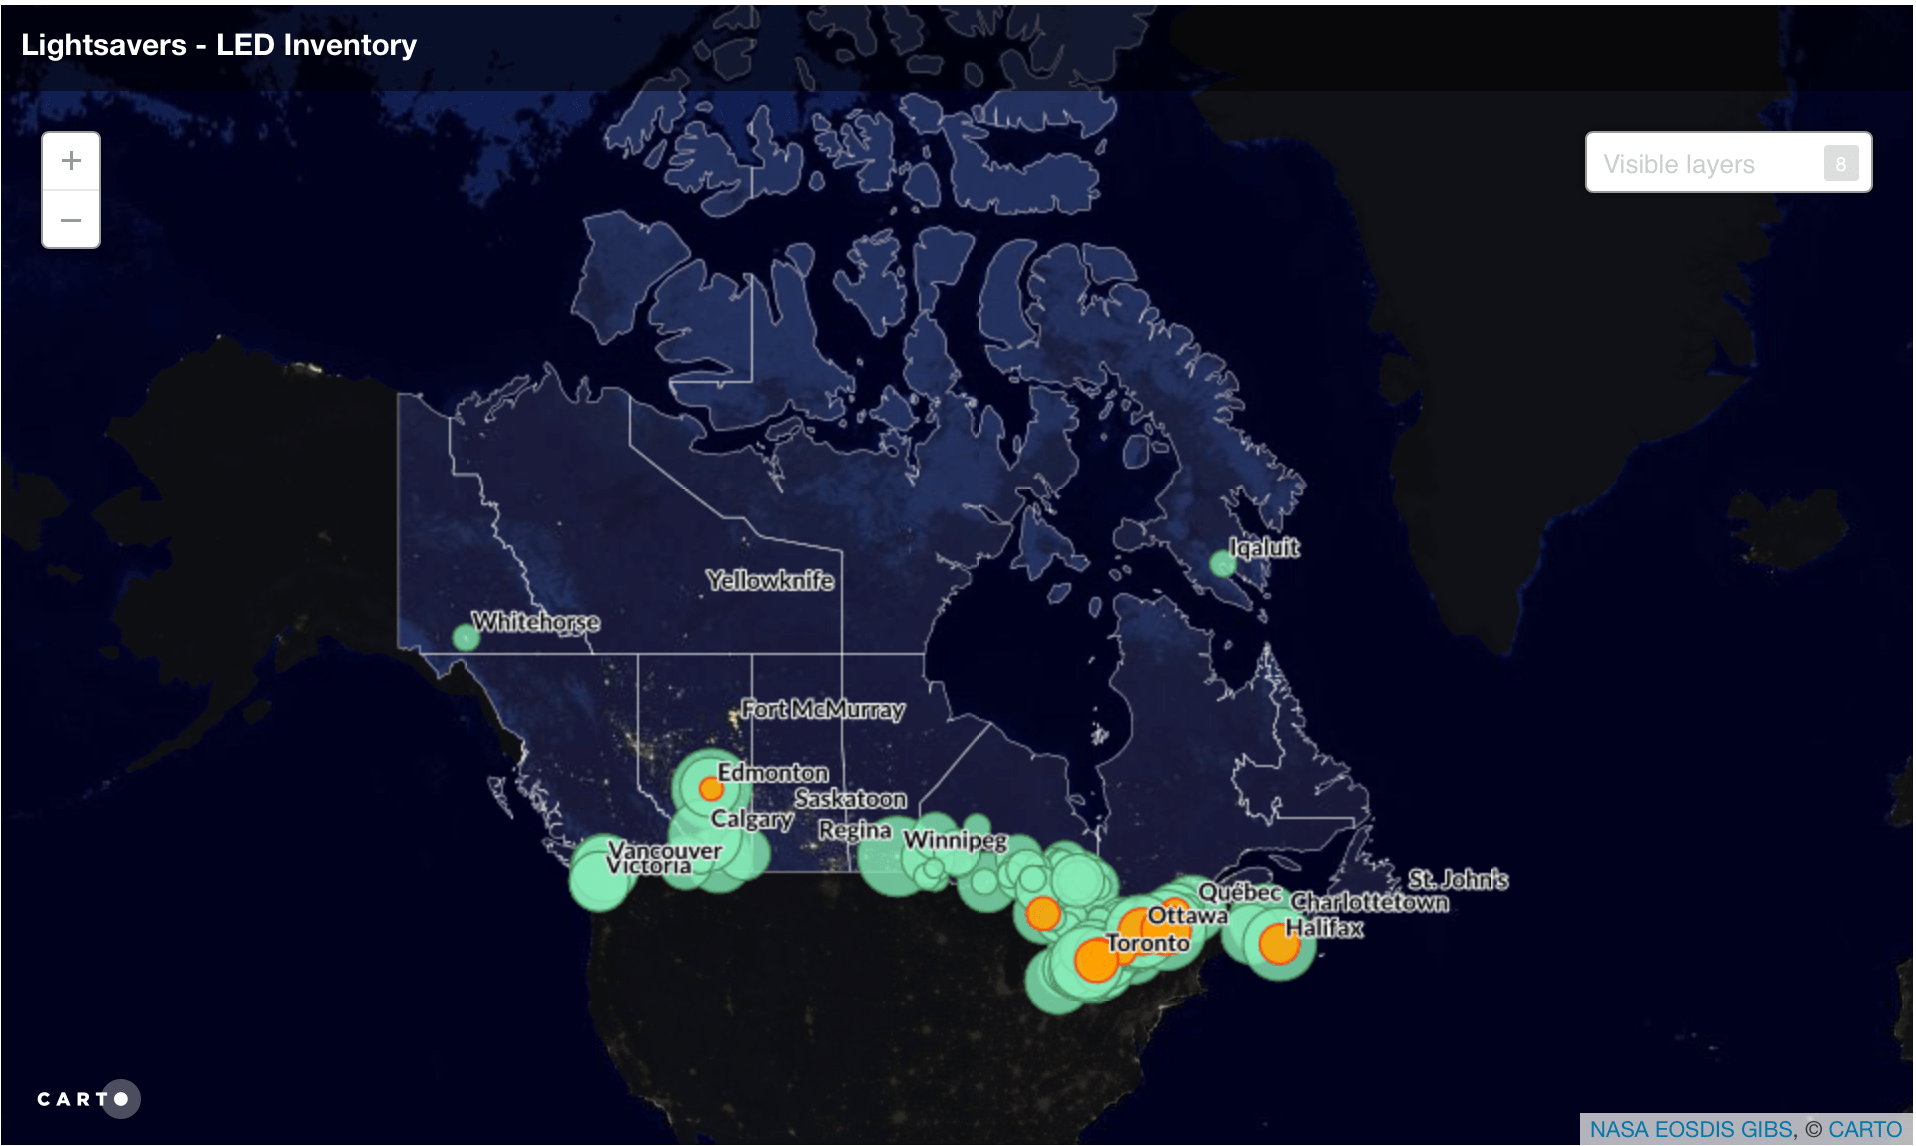 Lightsavers - LED Inventory
+
Visible layers 8
−
Iqaluit
Yellowknife
Whitehorse
Fort McMurray
Edmonton
Saskatoon
Calgary
Regina
Winnipeg
Vancouver
Victoria
St. John's
Québec
Charlottetown
Ottawa
Halifax
Toronto
CARTO
NASA EOSDIS GIBS, © CARTO